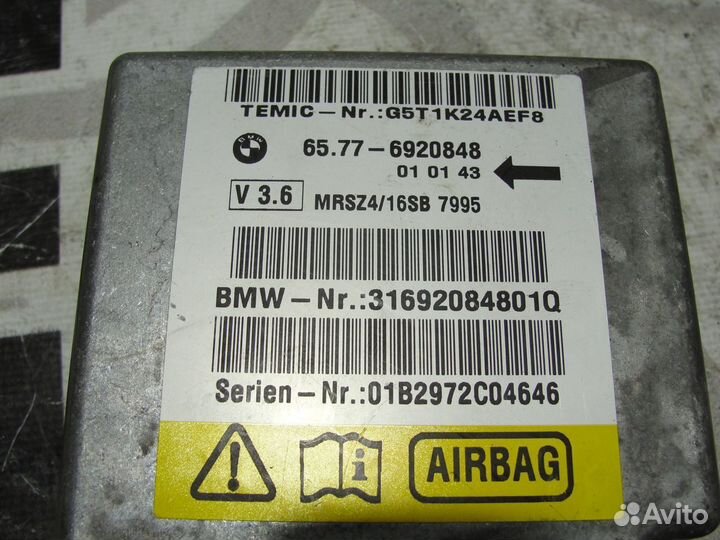 TEMIC-Nr.:G5T1K24AEF8
BMW
65.77-6920848
01 01 43
V 3.6
MRSZ4/16SB 7995
BMW-Nr.:31692084801Q
Serien-Nr.:01B2972C04646
i
AIRBAG
Avito